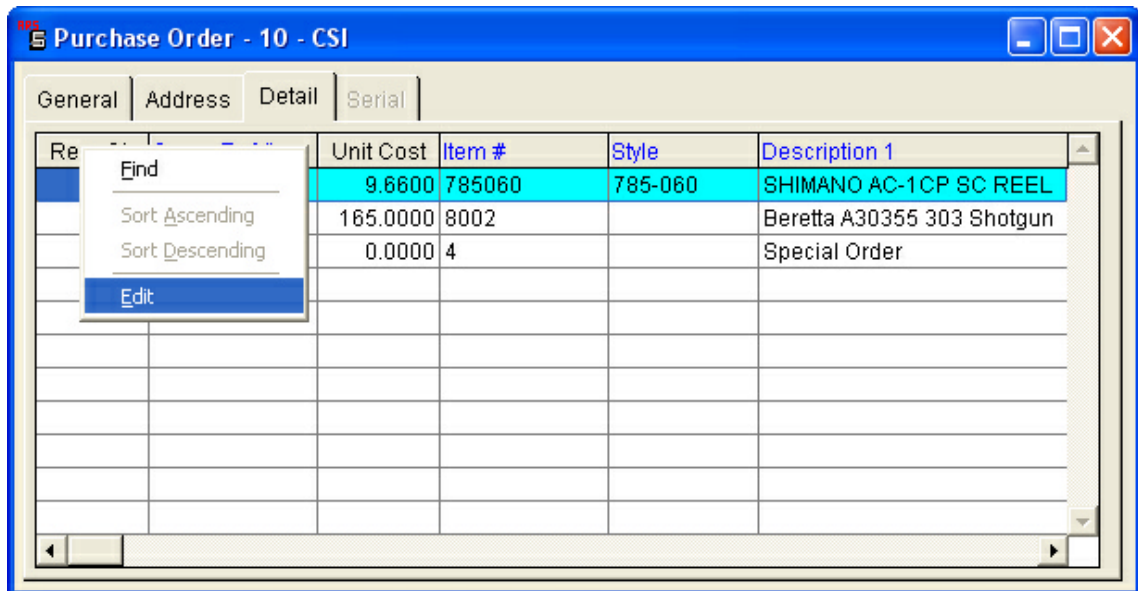 Purchase Order - 10 - CSI
General Address Detail Serial
Unit Cost Item # Style Description 1
Find
9.6600 785060 785-060 SHIMANO AC-1CP SC REEL
Sort Ascending
165.0000 8002 Beretta A30355 303 Shotgun
Sort Descending
0.0000 4 Special Order
Edit